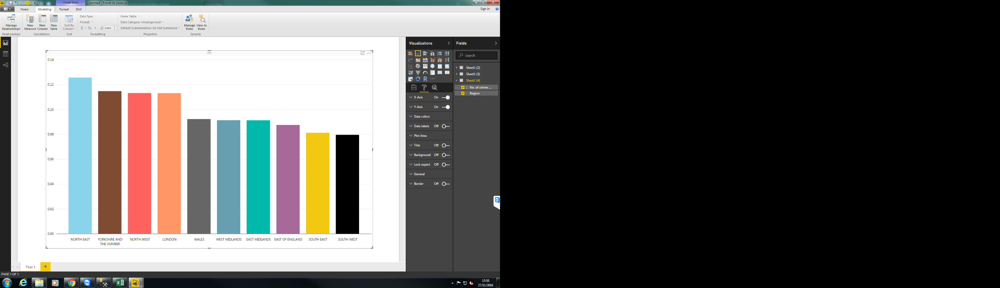 Visual Tools
Untitled - Power BI Desktop
Home
Modeling
Format
Drill
Sign in
Manage Relationships
New Measure
New Column
New Table
Sort By Column
Data Type:
Format:
$ % , Auto
Home Table:
Data Category: Uncategorized
Default Summarization: Do Not Summarize
Manage Roles
View As Roles
Relationships
Calculations
Sort
Formatting
Properties
Security
0.14
0.12
0.10
0.08
0.06
0.04
0.02
0.00
NORTH EAST
YORKSHIRE AND
THE HUMBER
NORTH WEST
LONDON
WALES
WEST MIDLANDS
EAST MIDLANDS
EAST OF ENGLAND
SOUTH EAST
SOUTH WEST
Visualizations
R
X-Axis On
Y-Axis On
Data colors
Data labels Off
Plot Area
Title Off
Background Off
Lock aspect Off
General
Border Off
Fields
Search
Sheet1 (2)
Sheet1 (3)
Sheet1 (4)
Σ No. of crimes ...
Region
Page 1
+
PAGE 1 OF 1
15:50
27/11/2016